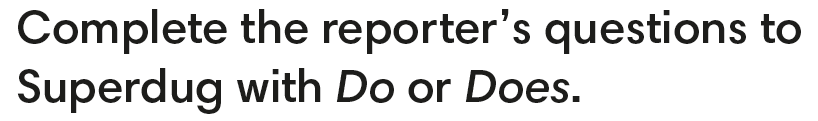 Complete the reporter’s questions to
Superdug with Do or Does.